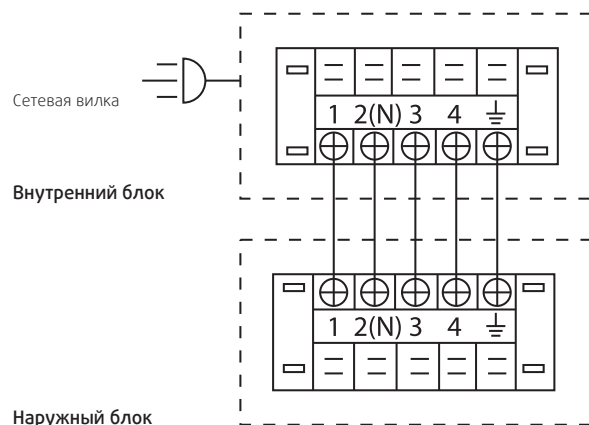 Сетевая вилка
1 2(N) 3 4
Внутренний блок
1 2(N) 3 4
Наружный блок